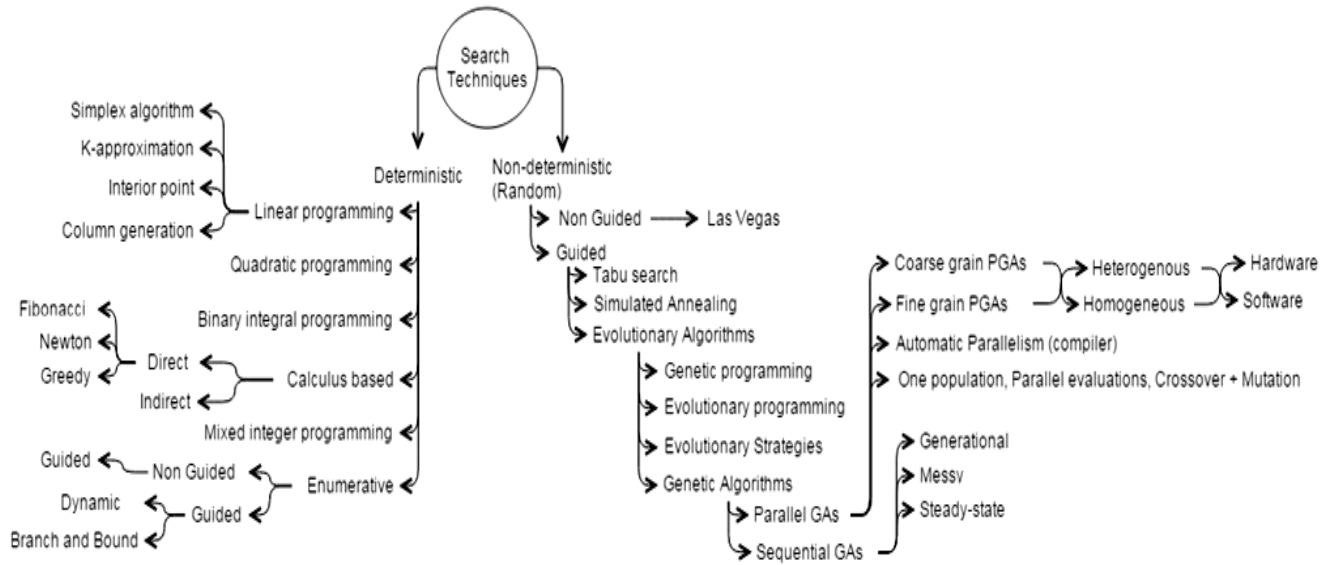 Search
Techniques
Deterministic
Linear programming
Simplex algorithm
K-approximation
Interior point
Column generation
Quadratic programming
Binary integral programming
Calculus based
Direct
Fibonacci
Newton
Greedy
Indirect
Mixed integer programming
Enumerative
Non Guided
Guided
Guided
Dynamic
Branch and Bound
Non-deterministic
(Random)
Non Guided
Las Vegas
Guided
Tabu search
Simulated Annealing
Evolutionary Algorithms
Genetic programming
Evolutionary programming
Evolutionary Strategies
Genetic Algorithms
Parallel GAs
Coarse grain PGAs
Fine grain PGAs
Heterogenous
Homogeneous
Hardware
Software
Automatic Parallelism (compiler)
One population, Parallel evaluations, Crossover + Mutation
Sequential GAs
Generational
Messv
Steady-state